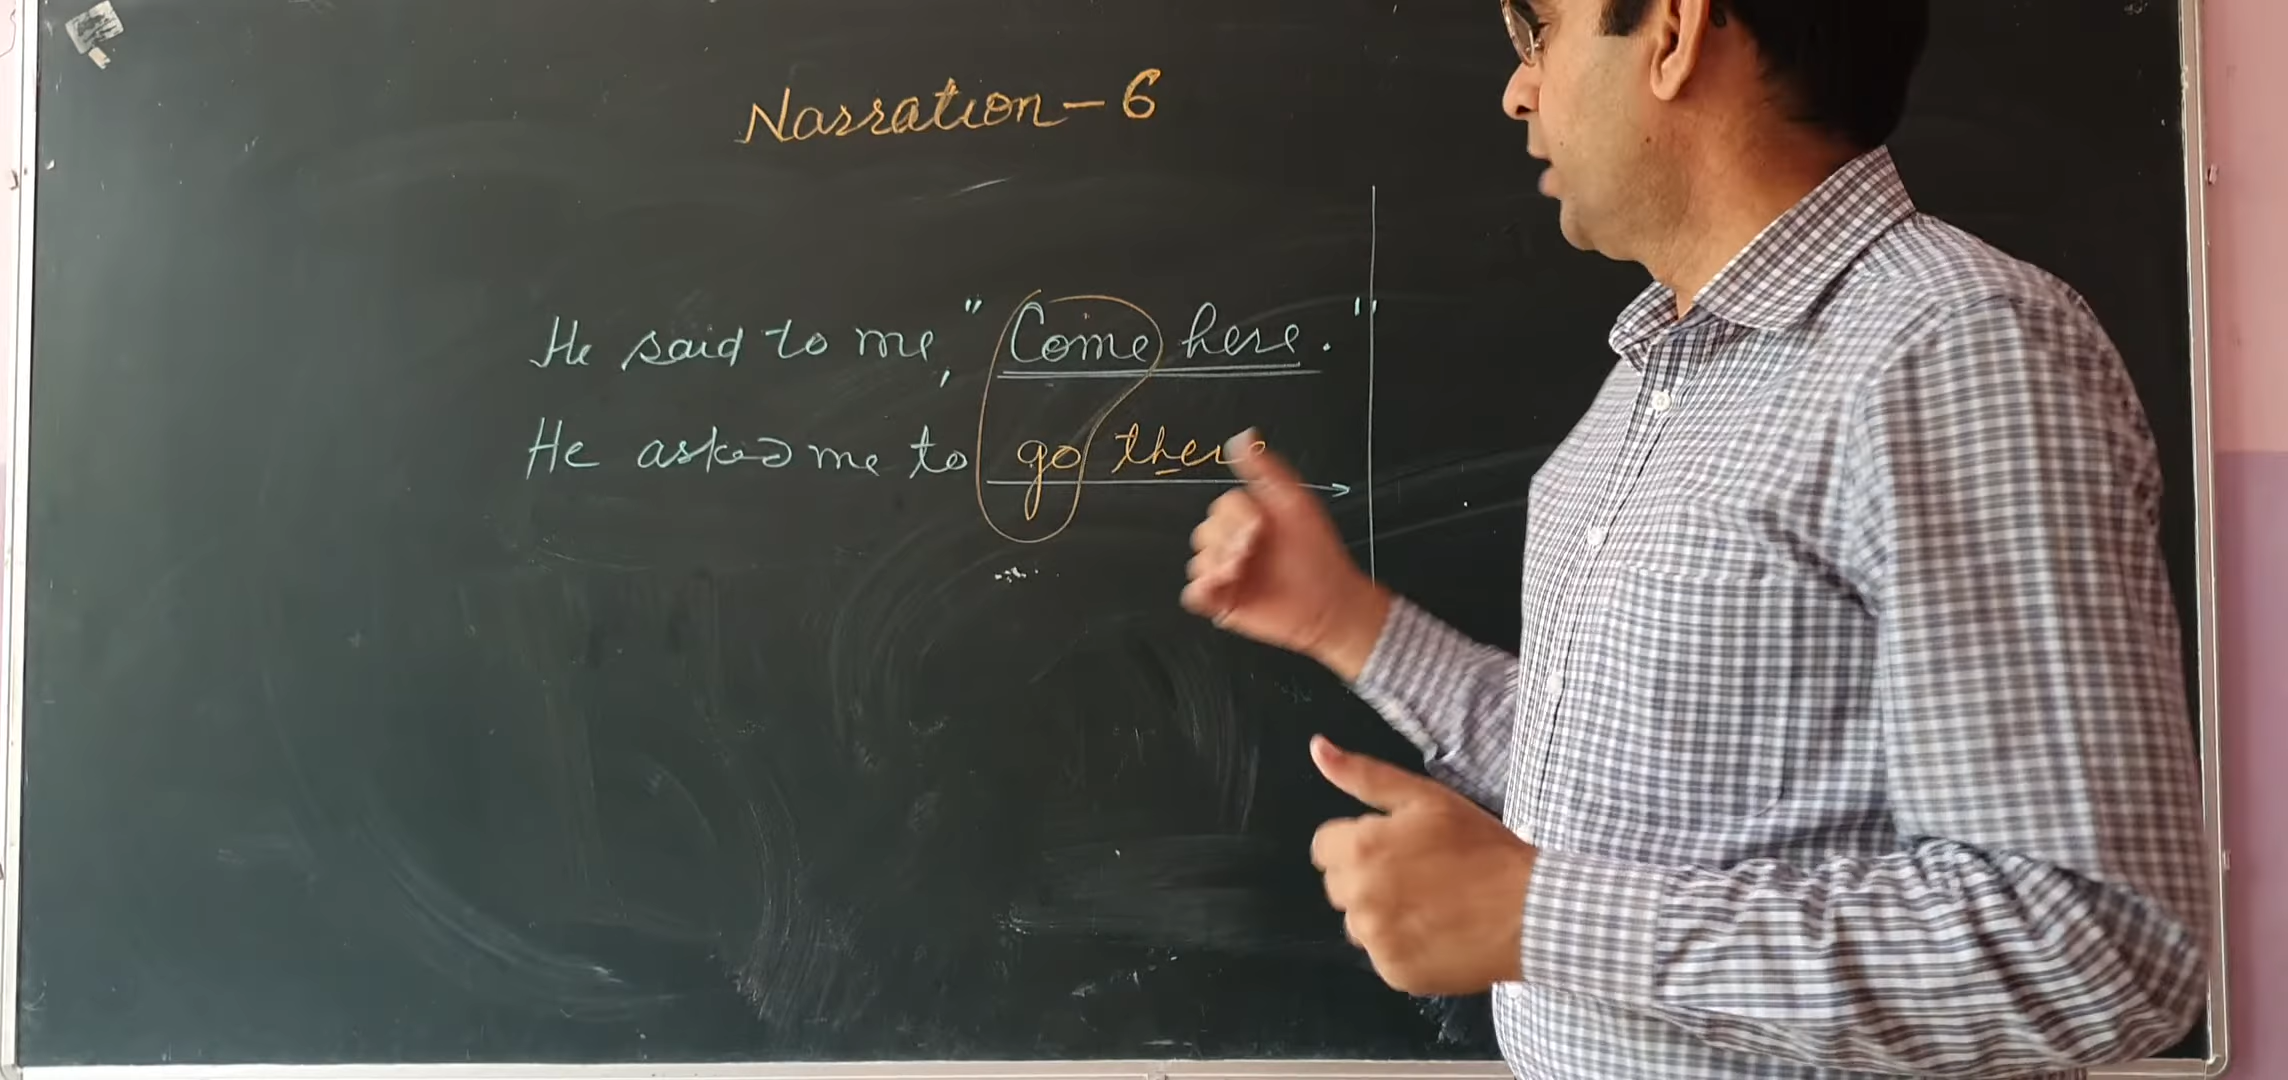 Narration - 6
He said to me, "Come here."
He asked me to go there